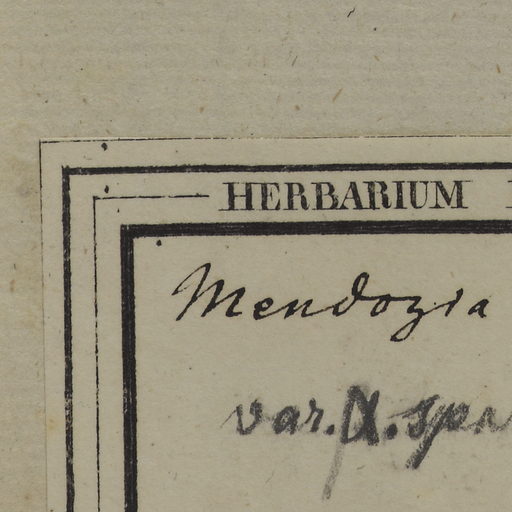 HERBARIUM
Mendozia
var. α.